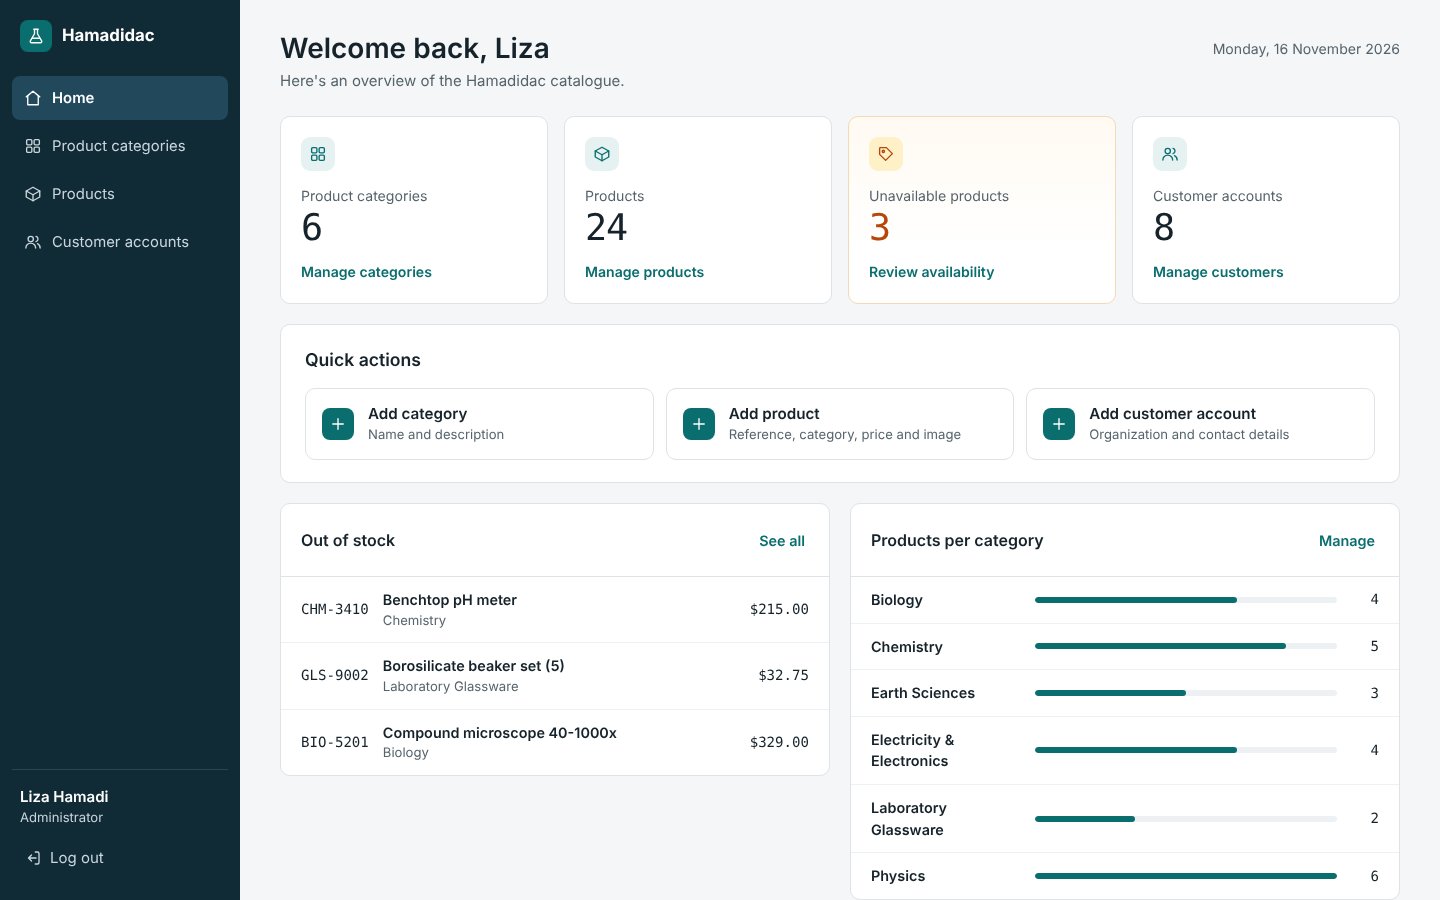 Hamadidac
Home
Product categories
Products
Customer accounts
Liza Hamadi
Administrator
Log out
Welcome back, Liza
Here's an overview of the Hamadidac catalogue.
Monday, 16 November 2026
Product categories
6
Manage categories
Products
24
Manage products
Unavailable products
3
Review availability
Customer accounts
8
Manage customers
Quick actions
Add category
Name and description
Add product
Reference, category, price and image
Add customer account
Organization and contact details
Out of stock
See all
CHM-3410 Benchtop pH meter $215.00
Chemistry
GLS-9002 Borosilicate beaker set (5) $32.75
Laboratory Glassware
BIO-5201 Compound microscope 40-1000x $329.00
Biology
Products per category
Manage
Biology 4
Chemistry 5
Earth Sciences 3
Electricity &
Electronics 4
Laboratory
Glassware 2
Physics 6